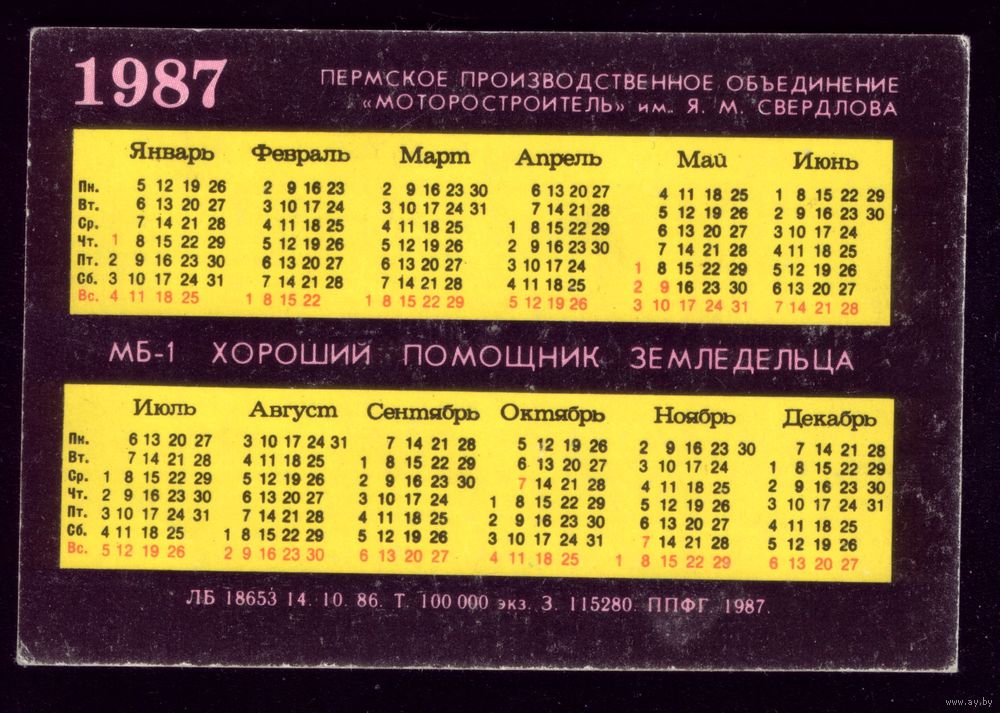 1987
ПЕРМСКОЕ ПРОИЗВОДСТВЕННОЕ ОБЪЕДИНЕНИЕ
«МОТОРОСТРОИТЕЛЬ» им. Я. М. СВЕРДЛОВА
Январь Февраль Март Апрель Май Июнь
Пн. 5 12 19 26 2 9 16 23 2 9 16 23 30 6 13 20 27 4 11 18 25 1 8 15 22 29
Вт. 6 13 20 27 3 10 17 24 3 10 17 24 31 7 14 21 28 5 12 19 26 2 9 16 23 30
Ср. 7 14 21 28 4 11 18 25 4 11 18 25 1 8 15 22 29 6 13 20 27 3 10 17 24
Чт. 1 8 15 22 29 5 12 19 26 5 12 19 26 2 9 16 23 30 7 14 21 28 4 11 18 25
Пт. 2 9 16 23 30 6 13 20 27 6 13 20 27 3 10 17 24 1 8 15 22 29 5 12 19 26
Сб. 3 10 17 24 31 7 14 21 28 7 14 21 28 4 11 18 25 2 9 16 23 30 6 13 20 27
Вс. 4 11 18 25 1 8 15 22 1 8 15 22 29 5 12 19 26 3 10 17 24 31 7 14 21 28
МБ-1 ХОРОШИЙ ПОМОЩНИК ЗЕМЛЕДЕЛЬЦА
Июль Август Сентябрь Октябрь Ноябрь Декабрь
Пн. 6 13 20 27 3 10 17 24 31 7 14 21 28 5 12 19 26 2 9 16 23 30 7 14 21 28
Вт. 7 14 21 28 4 11 18 25 1 8 15 22 29 6 13 20 27 3 10 17 24 1 8 15 22 29
Ср. 1 8 15 22 29 5 12 19 26 2 9 16 23 30 7 14 21 28 4 11 18 25 2 9 16 23 30
Чт. 2 9 16 23 30 6 13 20 27 3 10 17 24 1 8 15 22 29 5 12 19 26 3 10 17 24 31
Пт. 3 10 17 24 31 7 14 21 28 4 11 18 25 2 9 16 23 30 6 13 20 27 4 11 18 25
Сб. 4 11 18 25 1 8 15 22 29 5 12 19 26 3 10 17 24 31 7 14 21 28 5 12 19 26
Вс. 5 12 19 26 2 9 16 23 30 6 13 20 27 4 11 18 25 1 8 15 22 29 6 13 20 27
ЛБ 18653 14. 10. 86. Т. 100 000 экз. З. 115280. ППФГ 1987.
www.ay.by